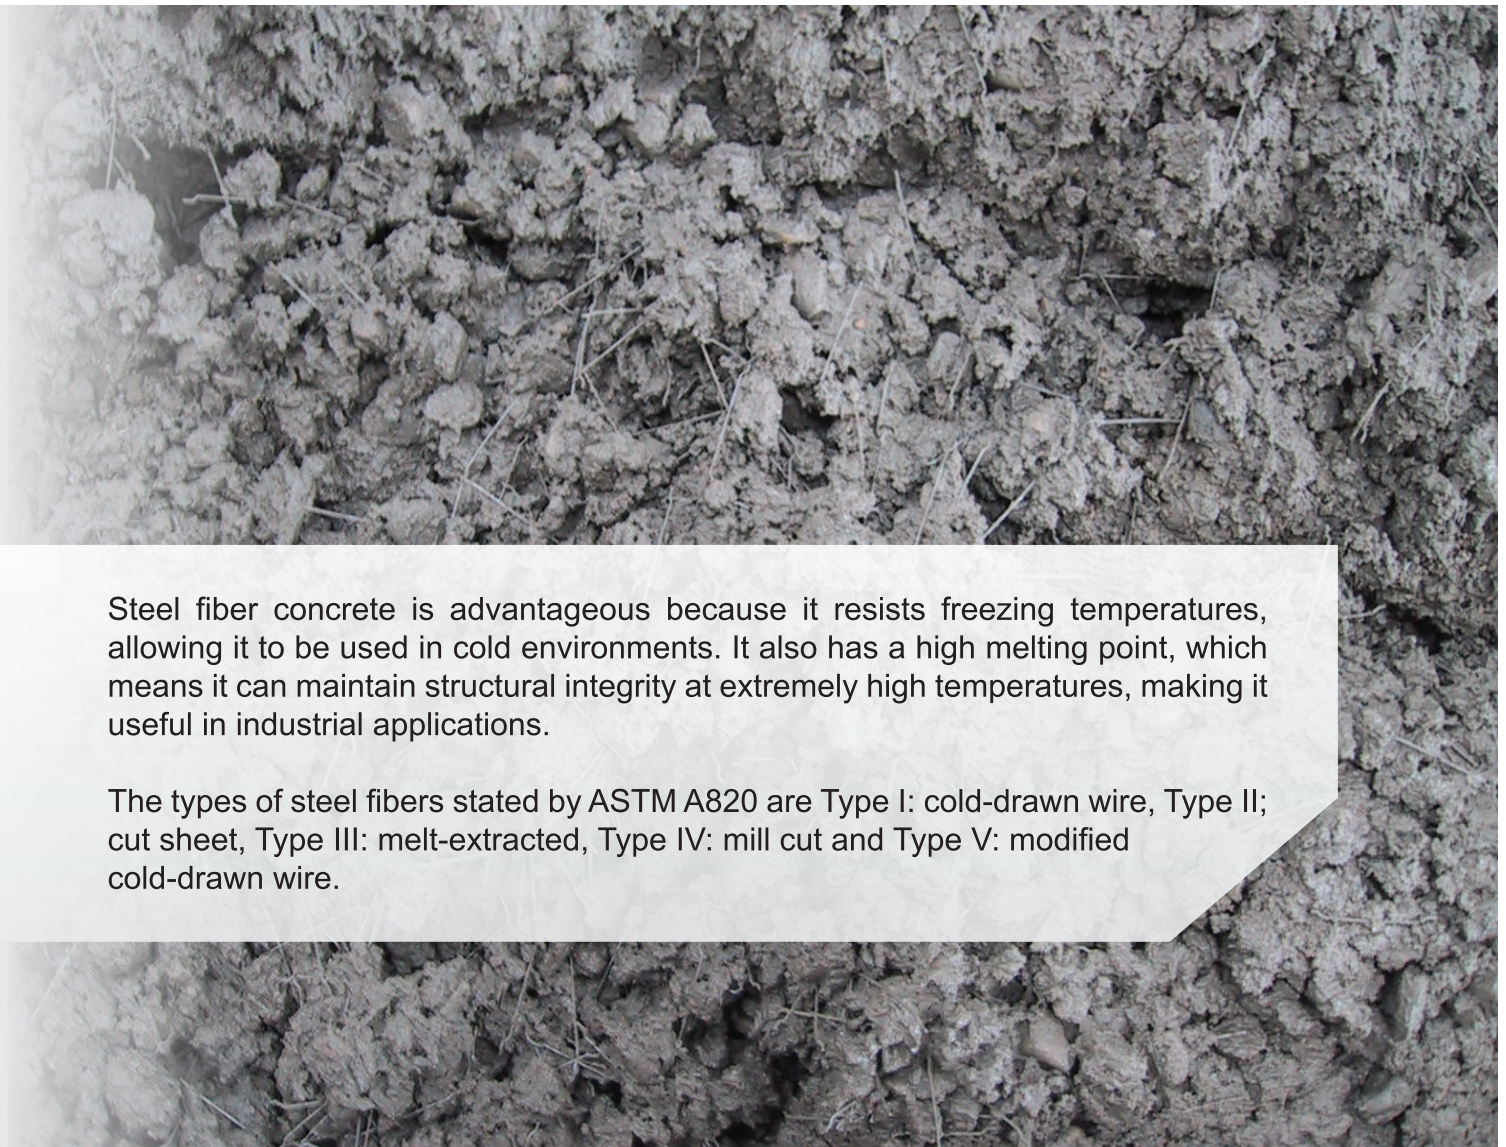 Steel fiber concrete is advantageous because it resists freezing temperatures,
allowing it to be used in cold environments. It also has a high melting point, which
means it can maintain structural integrity at extremely high temperatures, making it
useful in industrial applications.
The types of steel fibers stated by ASTM A820 are Type I: cold-drawn wire, Type II;
cut sheet, Type III: melt-extracted, Type IV: mill cut and Type V: modified
cold-drawn wire.